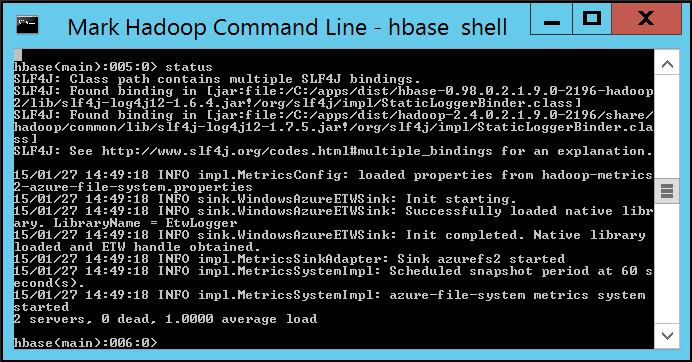 Mark Hadoop Command Line - hbase shell
hbase(main):005:0> status
SLF4J: Class path contains multiple SLF4J bindings.
SLF4J: Found binding in [jar:file:/C:/apps/dist/hbase-0.98.0.2.1.9.0-2196-hadoop
2/lib/slf4j-log4j12-1.6.4.jar!/org/slf4j/impl/StaticLoggerBinder.class]
SLF4J: Found binding in [jar:file:/C:/apps/dist/hadoop-2.4.0.2.1.9.0-2196/share/
hadoop/common/lib/slf4j-log4j12-1.7.5.jar!/org/slf4j/impl/StaticLoggerBinder.cla
ss]
SLF4J: See http://www.slf4j.org/codes.html#multiple_bindings for an explanation.
15/01/27 14:49:18 INFO impl.MetricsConfig: loaded properties from hadoop-metrics
2-azure-file-system.properties
15/01/27 14:49:18 INFO sink.WindowsAzureETWSink: Init starting.
15/01/27 14:49:18 INFO sink.WindowsAzureETWSink: Successfully loaded native libr
ary. LibraryName = EtwLogger
15/01/27 14:49:18 INFO sink.WindowsAzureETWSink: Init completed. Native library
loaded and ETW handle obtained.
15/01/27 14:49:18 INFO impl.MetricsSinkAdapter: Sink azurefs2 started
15/01/27 14:49:18 INFO impl.MetricsSystemImpl: Scheduled snapshot period at 60 s
econd(s).
15/01/27 14:49:18 INFO impl.MetricsSystemImpl: azure-file-system metrics system
started
2 servers, 0 dead, 1.0000 average load
hbase(main):006:0>